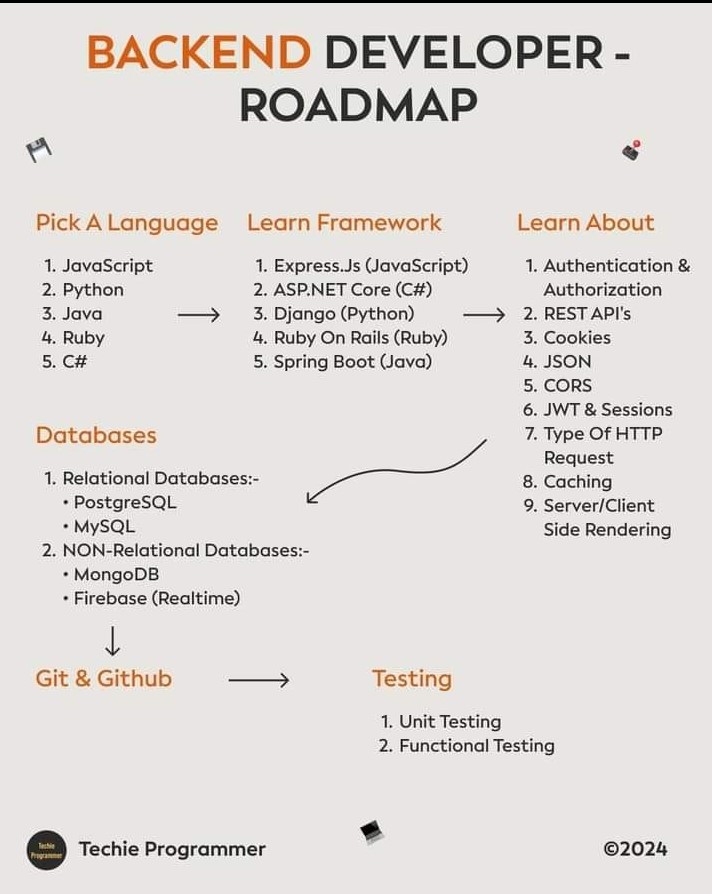 BACKEND DEVELOPER -
ROADMAP
Pick A Language
1. JavaScript
2. Python
3. Java
4. Ruby
5. C#
Learn Framework
1. Express.Js (JavaScript)
2. ASP.NET Core (C#)
3. Django (Python)
4. Ruby On Rails (Ruby)
5. Spring Boot (Java)
Learn About
1. Authentication &
Authorization
2. REST API's
3. Cookies
4. JSON
5. CORS
6. JWT & Sessions
7. Type Of HTTP
Request
8. Caching
9. Server/Client
Side Rendering
Databases
1. Relational Databases:-
• PostgreSQL
• MySQL
2. NON-Relational Databases:-
• MongoDB
• Firebase (Realtime)
Git & Github
Testing
1. Unit Testing
2. Functional Testing
Techie
Programmer
Techie Programmer
©2024